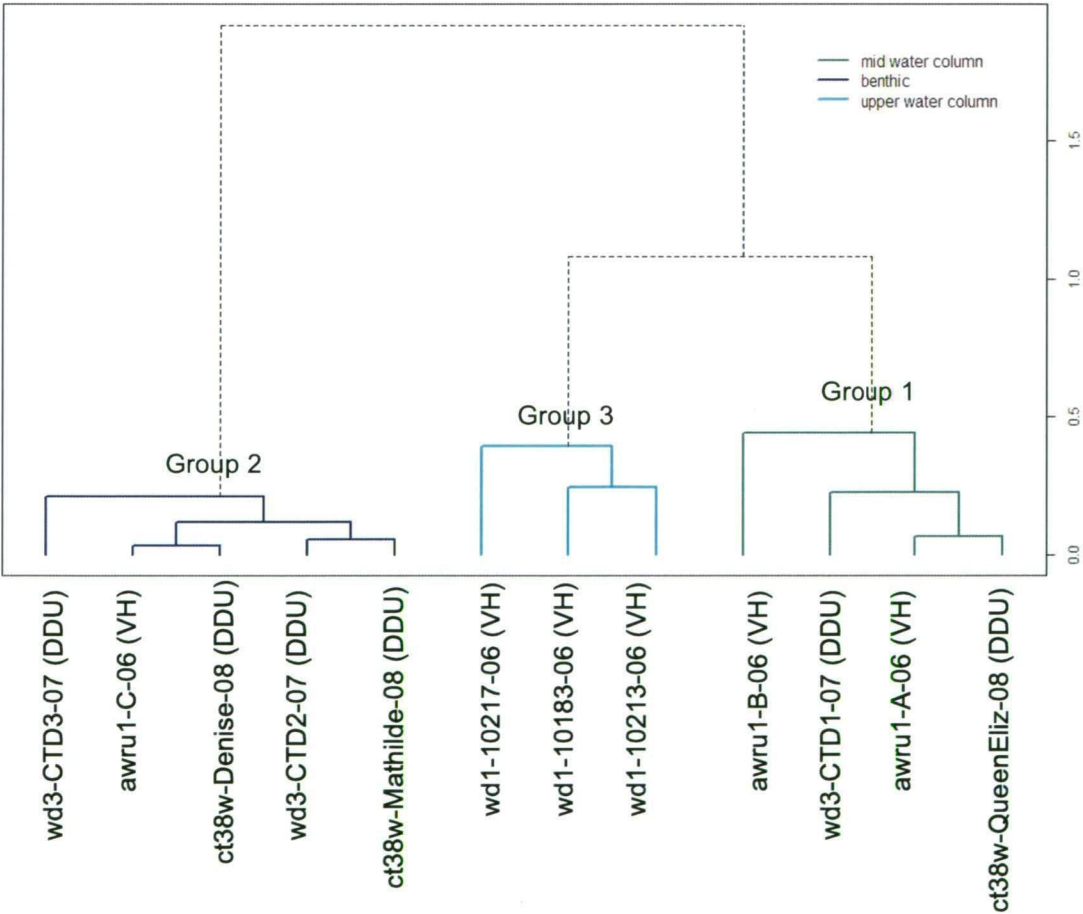 mid water column
benthic
upper water column
1.5
1.0
0.5
0.0
Group 1
Group 3
Group 2
wd3-CTD3-07 (DDU)
awru1-C-06 (VH)
ct38w-Denise-08 (DDU)
wd3-CTD2-07 (DDU)
ct38w-Mathilde-08 (DDU)
wd1-10217-06 (VH)
wd1-10183-06 (VH)
wd1-10213-06 (VH)
awru1-B-06 (VH)
wd3-CTD1-07 (DDU)
awru1-A-06 (VH)
ct38w-QueenEliz-08 (DDU)